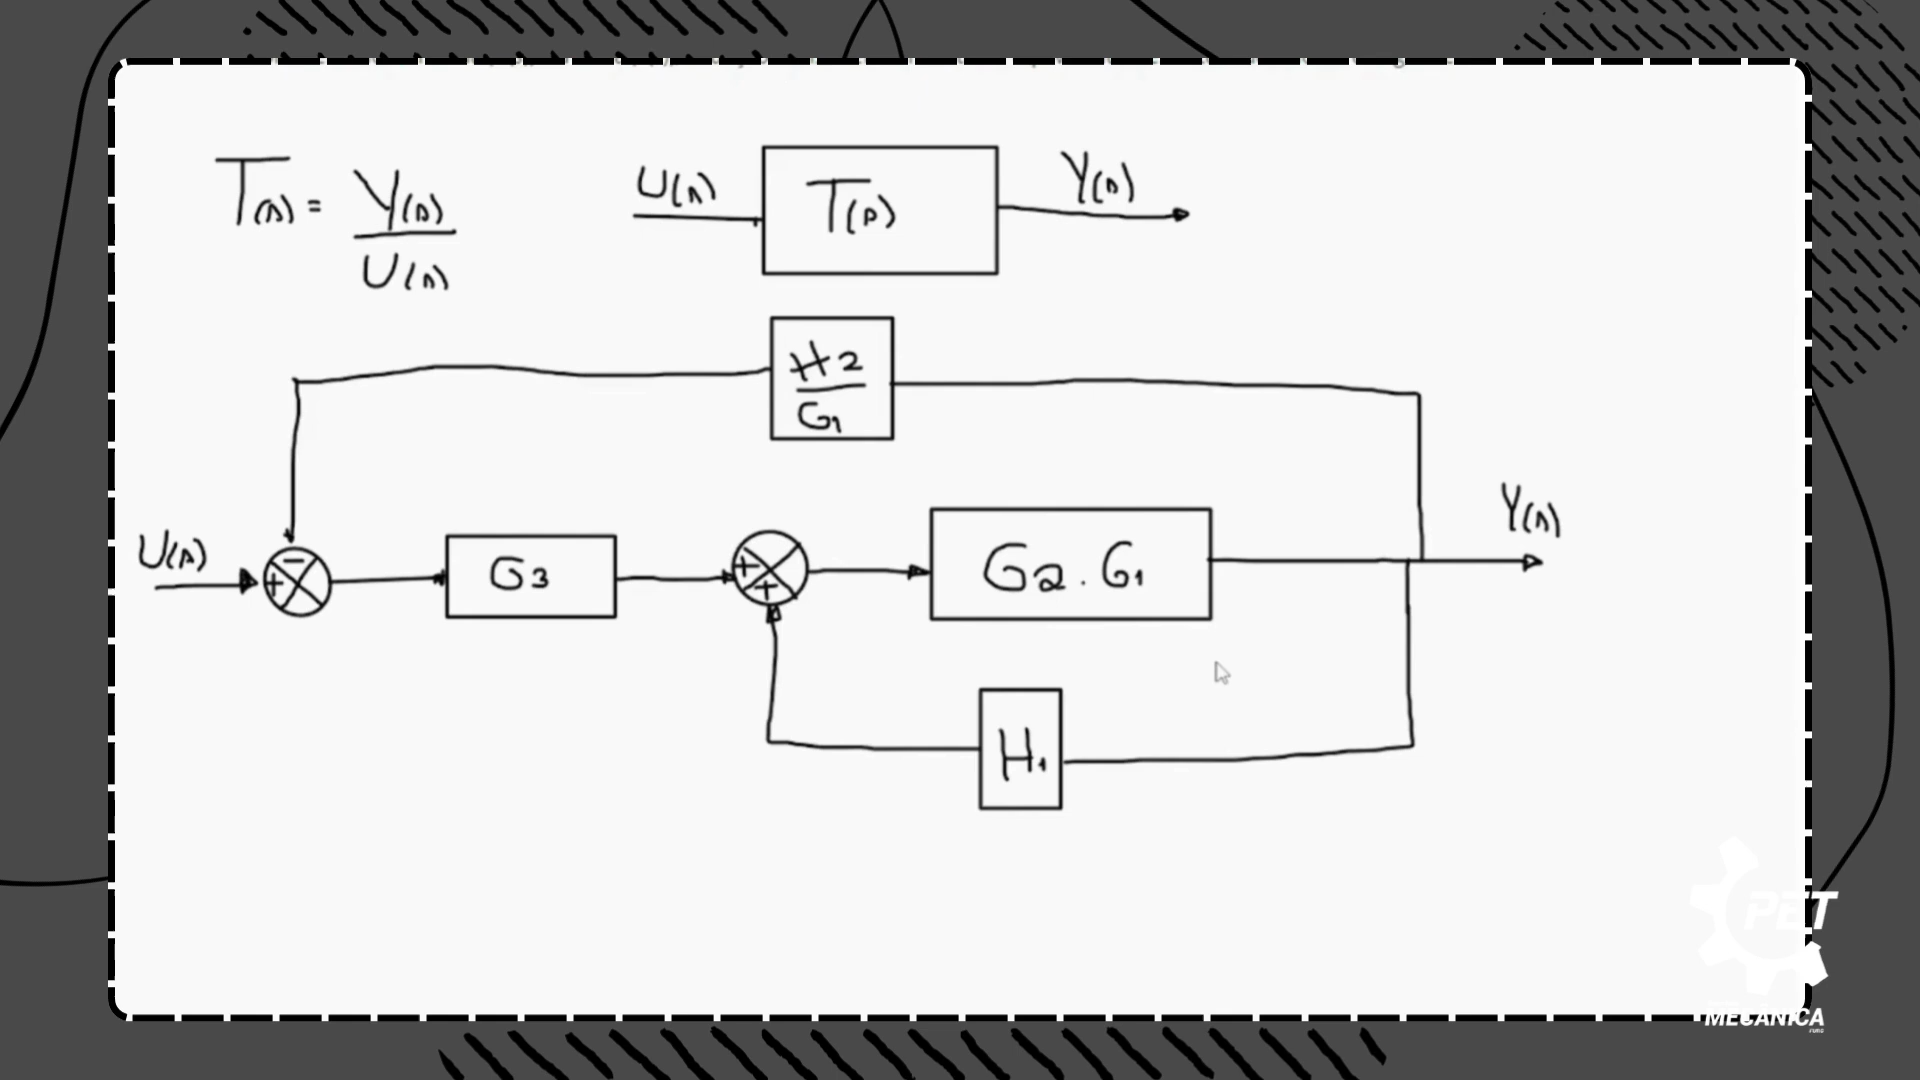 T(s) = Y(s)
U(s)
U(s) T(s) Y(s)
H2
G1
U(s) + − G3 + + G2 . G1 Y(s)
H1
PET
MECÂNICA